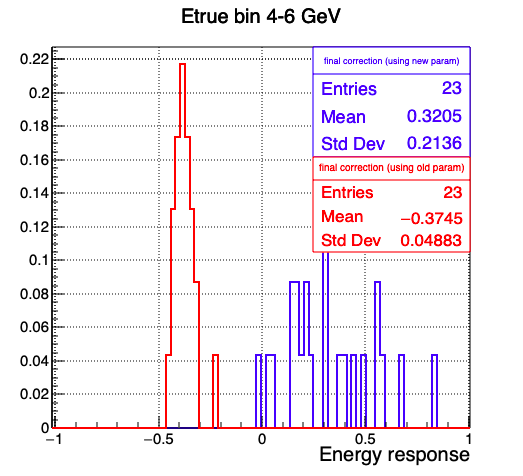 Etrue bin 4-6 GeV
final correction (using new param)
Entries 23
Mean 0.3205
Std Dev 0.2136
final correction (using old param)
Entries 23
Mean −0.3745
Std Dev 0.04883
0.22
0.2
0.18
0.16
0.14
0.12
0.1
0.08
0.06
0.04
0.02
0
−1 −0.5 0 0.5 1
Energy response